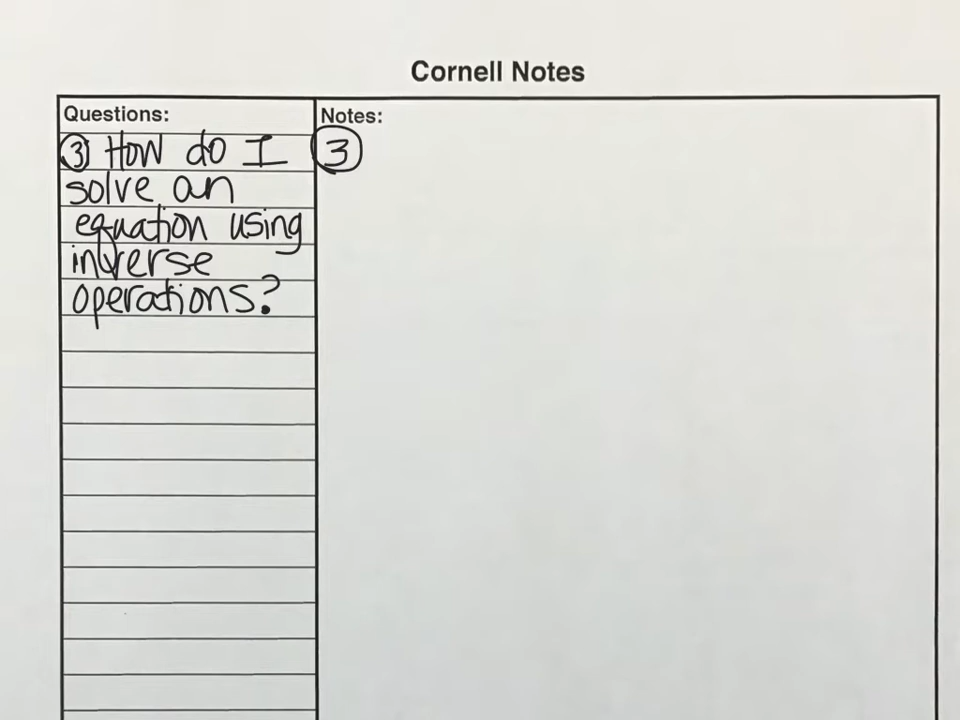 Cornell Notes
Questions:
Notes:
③ How do I
solve an
equation using
inverse
operations?
③